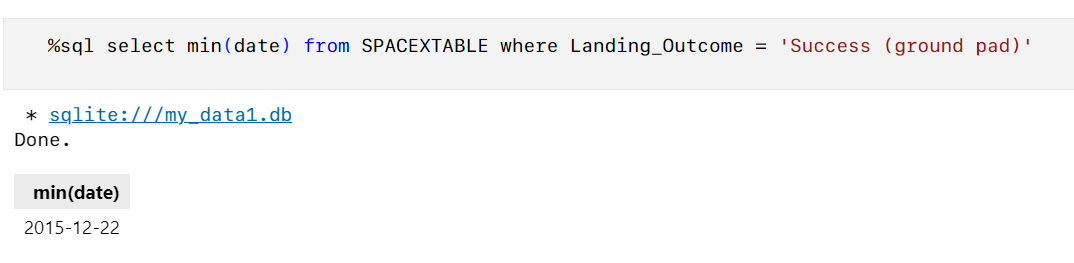 %sql select min(date) from SPACEXTABLE where Landing_Outcome = 'Success (ground pad)'
* sqlite:///my_data1.db
Done.
min(date)
2015-12-22